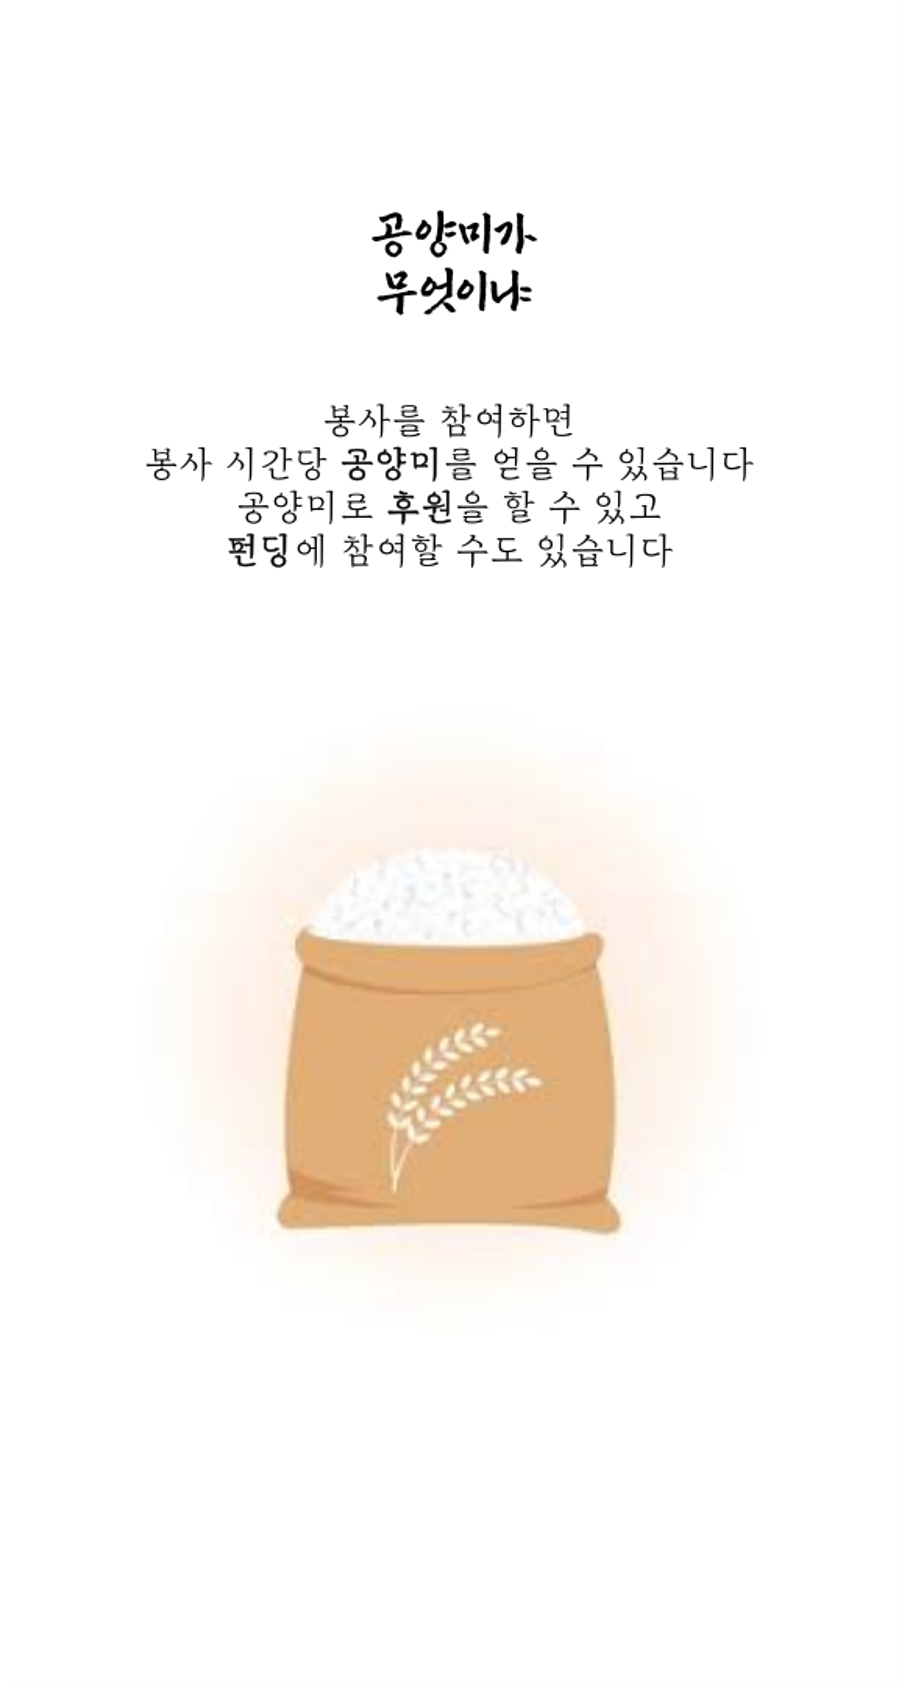 공양미가
무엇이냐
봉사를 참여하면
봉사 시간당 공양미를 얻을 수 있습니다
공양미로 후원을 할 수 있고
펀딩에 참여할 수도 있습니다